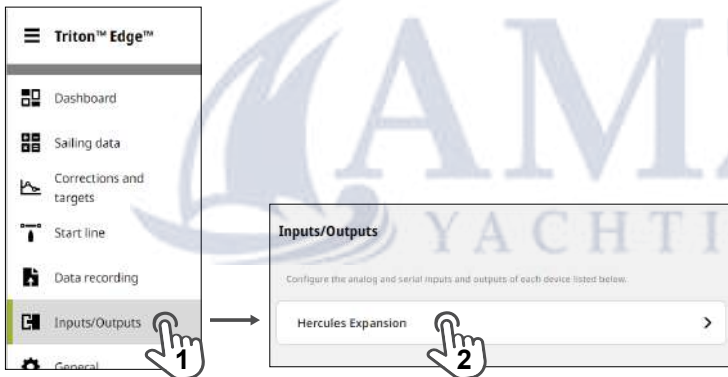 Triton™ Edge™
Dashboard
Sailing data
Corrections and
targets
Start line
Data recording
Inputs/Outputs
General
1
Inputs/Outputs
Configure the analog and serial inputs and outputs of each device listed below.
Hercules Expansion
2
AM
YACHTI